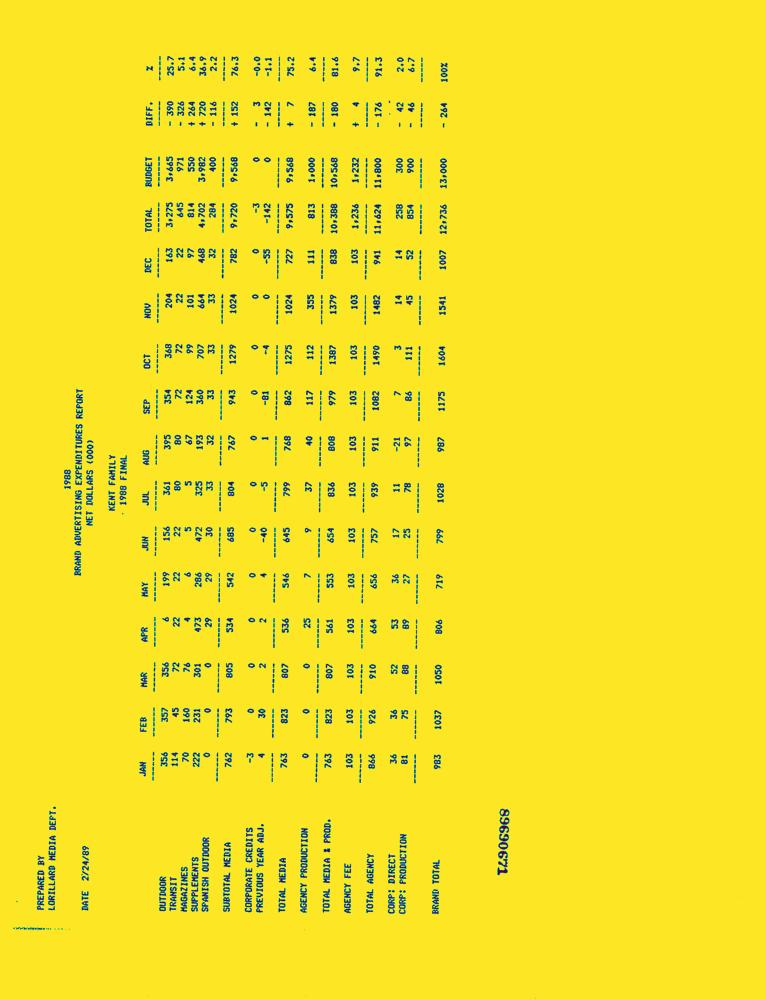 PREPARED BY
LORILLARD MEDIA DEPT.
DATE 2/24/89
1988
BRAND ADVERTISING EXPENDITURES REPORT
NET DOLLARS (000)
KENT FAMILY
1988 FINAL
JAN FEB MAR APR MAY JUN JUL AUG SEP OCT NOV DEC TOTAL BUDGET DIFF. %
OUTDOOR 356 357 356 6 199 156 361 395 354 368 204 163 3,275 3,665 - 390 25.7
TRANSIT 114 45 72 22 22 22 80 80 72 72 22 22 645 971 - 326 5.1
MAGAZINES 70 160 76 4 6 5 5 67 124 99 101 97 814 550 + 264 6.4
SUPPLEMENTS 222 231 301 473 286 472 325 193 360 707 664 468 4,702 3,982 + 720 36.9
SPANISH OUTDOOR 0 0 0 29 29 30 33 32 33 33 33 32 284 400 - 116 2.2
SUBTOTAL MEDIA 762 793 805 534 542 685 804 767 943 1279 1024 782 9,720 9,568 + 152 76.3
CORPORATE CREDITS -3 0 0 0 0 0 0 0 0 0 0 0 -3 0 - 3 -0.0
PREVIOUS YEAR ADJ. 4 30 2 2 4 -40 -5 1 -81 -4 0 -55 -142 0 - 142 -1.1
TOTAL MEDIA 763 823 807 536 546 645 799 768 862 1275 1024 727 9,575 9,568 + 7 75.2
AGENCY PRODUCTION 0 0 0 25 7 9 37 40 117 112 355 111 813 1,000 - 187 6.4
TOTAL MEDIA & PROD. 763 823 807 561 553 654 836 808 979 1387 1379 838 10,388 10,568 - 180 81.6
AGENCY FEE 103 103 103 103 103 103 103 103 103 103 103 103 1,236 1,232 + 4 9.7
TOTAL AGENCY 866 926 910 664 656 757 939 911 1082 1490 1482 941 11,624 11,800 - 176 91.3
CORP: DIRECT 36 36 52 53 36 17 11 -21 7 3 14 14 258 300 - 42 2.0
CORP: PRODUCTION 81 75 88 89 27 25 78 97 86 111 45 52 854 900 - 46 6.7
BRAND TOTAL 983 1037 1050 806 719 799 1028 987 1175 1604 1541 1007 12,736 13,000 - 264 100%
89690671